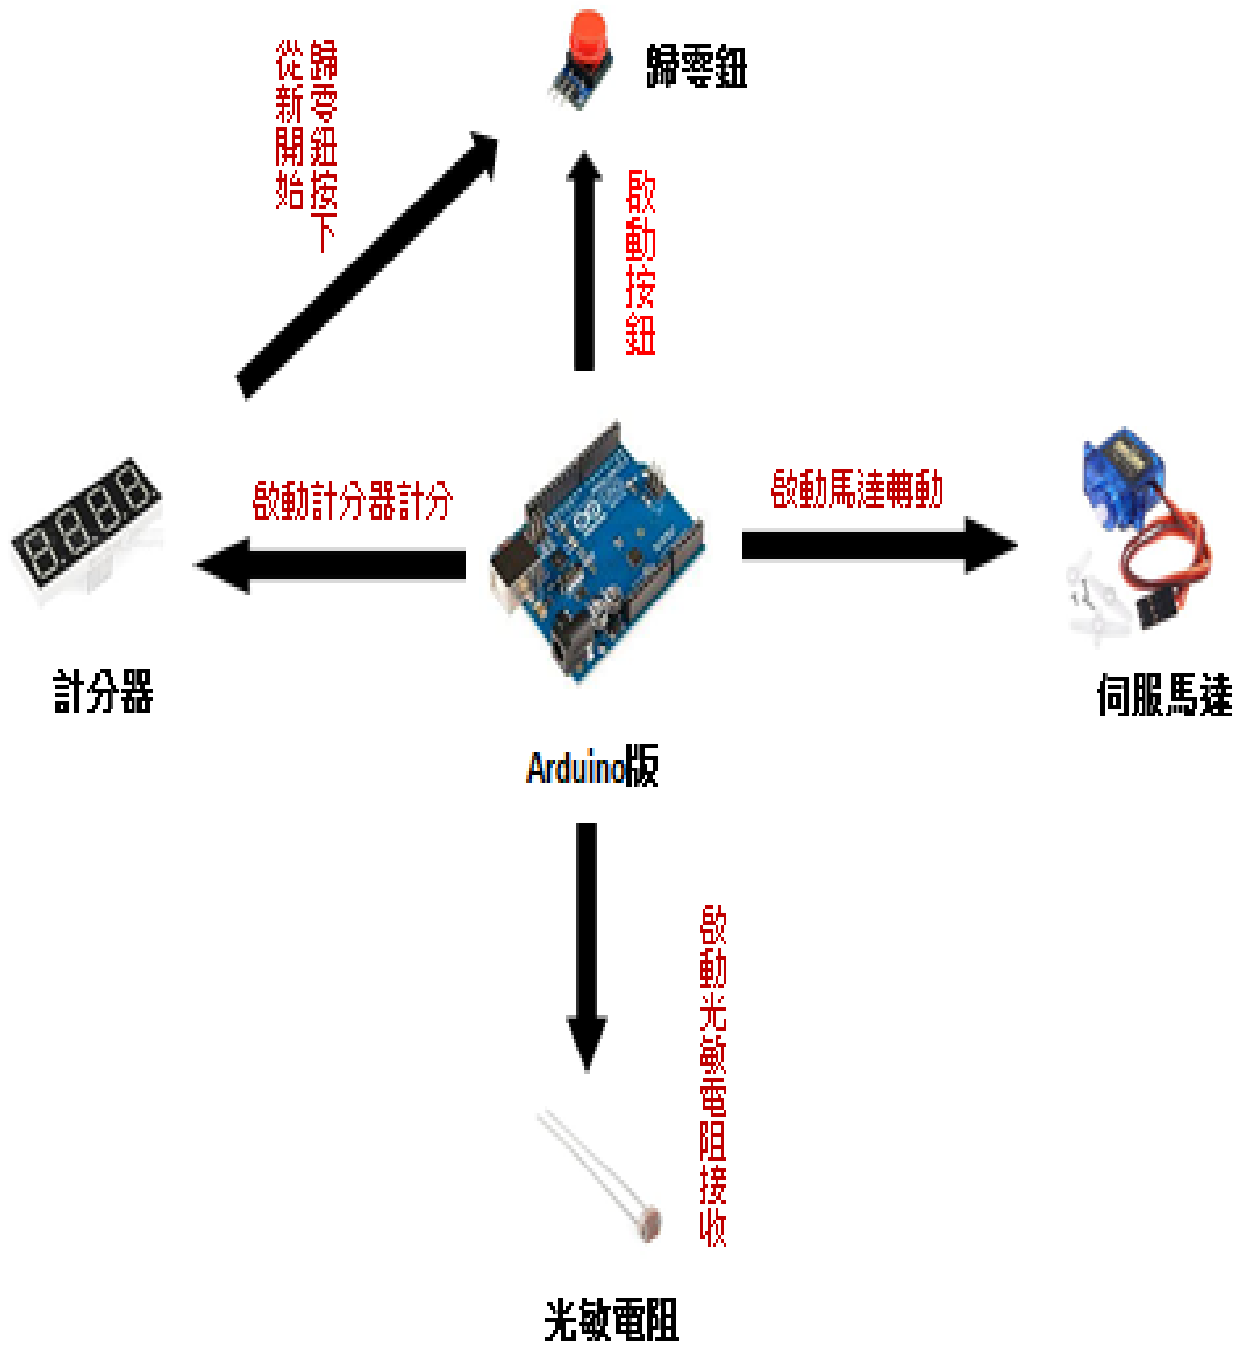 歸零鈕
歸零鈕按下
從新開始
啟動按鈕
啟動計分器計分
啟動馬達轉動
計分器
伺服馬達
Arduino版
啟動光敏電阻接收
光敏電阻